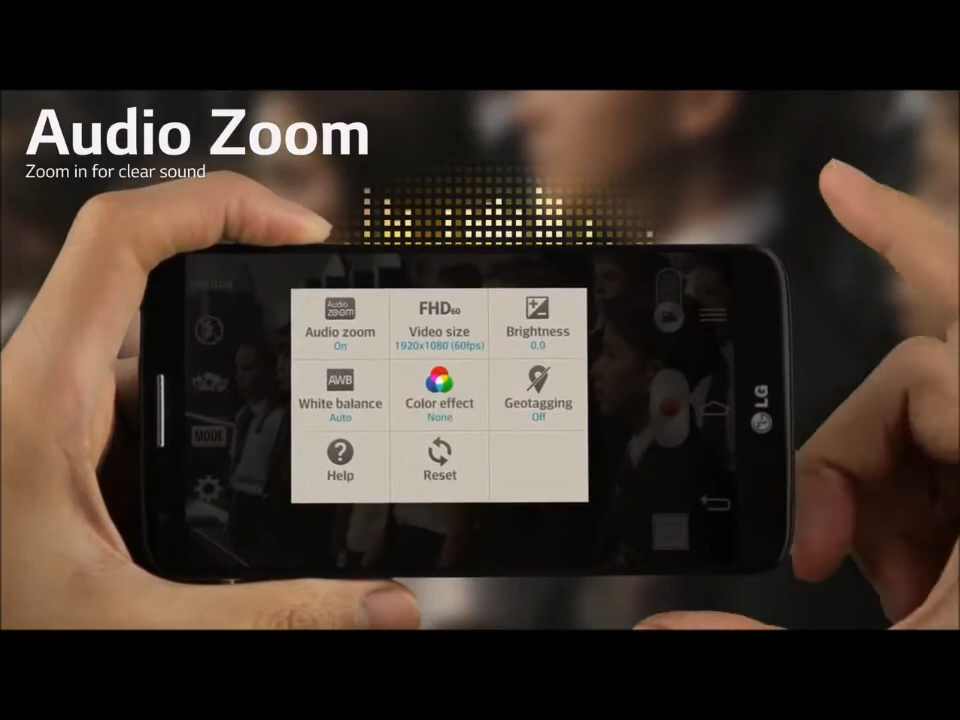 Audio Zoom
Zoom in for clear sound
Audio
ZOOM
Audio zoom
On
FHD60
Video size
1920x1080 (60fps)
Brightness
0.0
AWB
White balance
Auto
Color effect
None
Geotagging
Off
?
Help
Reset
MODE
LG